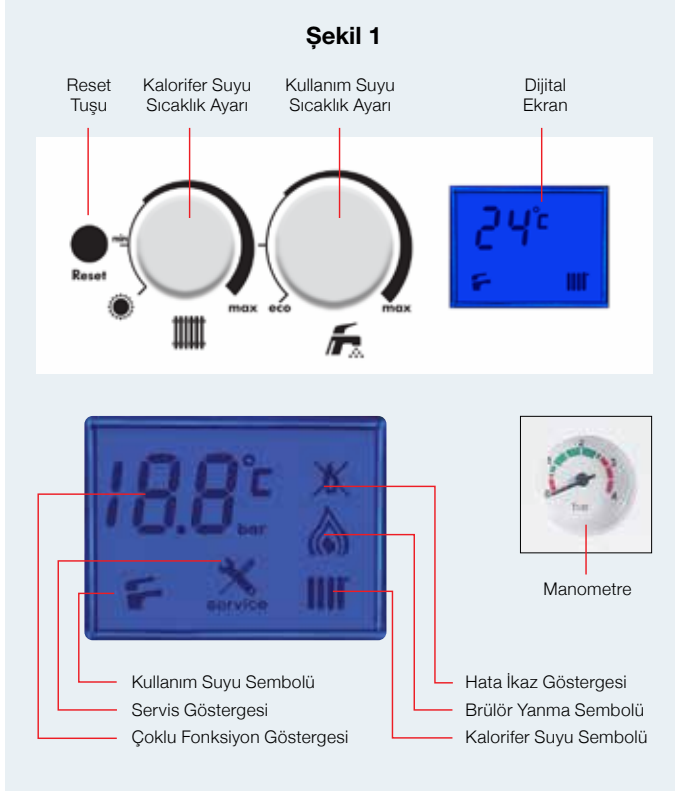 Şekil 1
Reset
Tuşu
Kalorifer Suyu
Sıcaklık Ayarı
Kullanım Suyu
Sıcaklık Ayarı
Dijital
Ekran
min
Reset
max
eco
max
24°c
18.8°c
bar
service
bar
Manometre
Kullanım Suyu Sembolü
Servis Göstergesi
Çoklu Fonksiyon Göstergesi
Hata İkaz Göstergesi
Brülör Yanma Sembolü
Kalorifer Suyu Sembolü